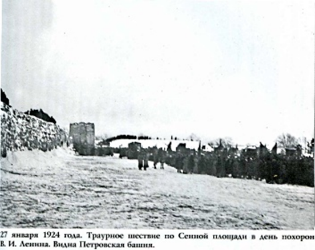 27 января 1924 года. Траурное шествие по Сенной площади в день похорон
В. И. Ленина. Видна Петровская башня.